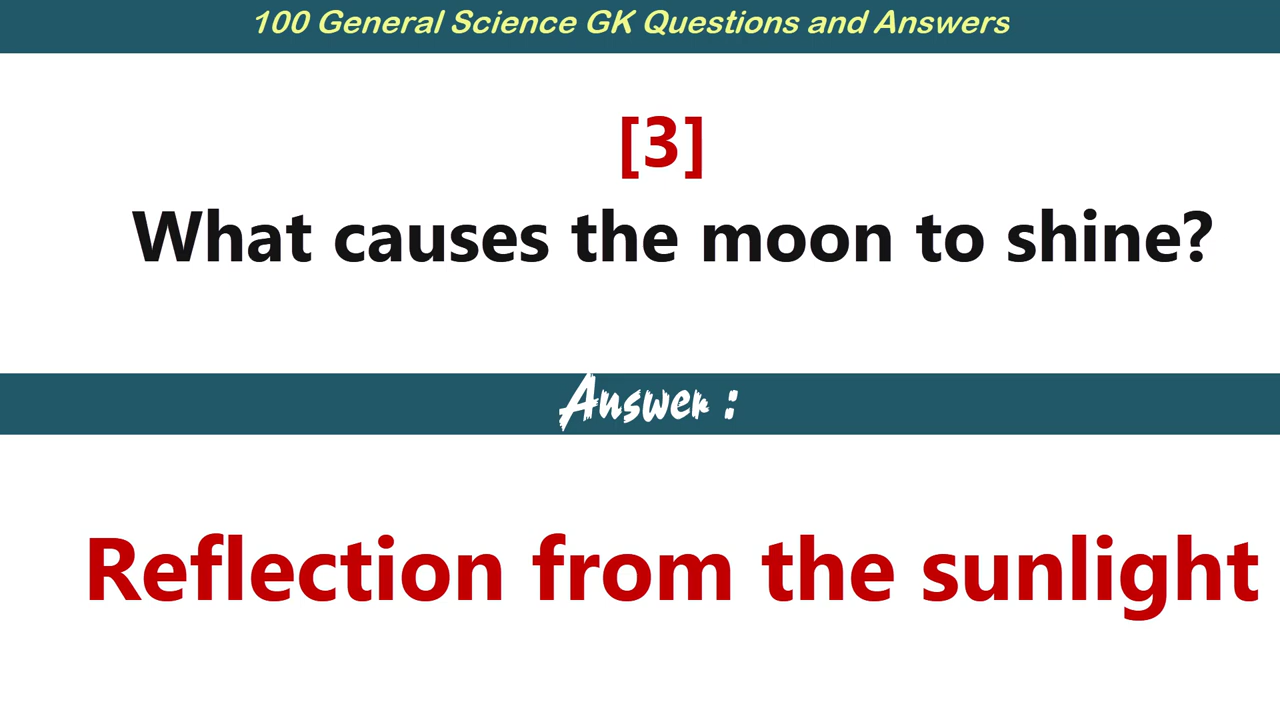 100 General Science GK Questions and Answers
[3]
What causes the moon to shine?
Answer :
Reflection from the sunlight